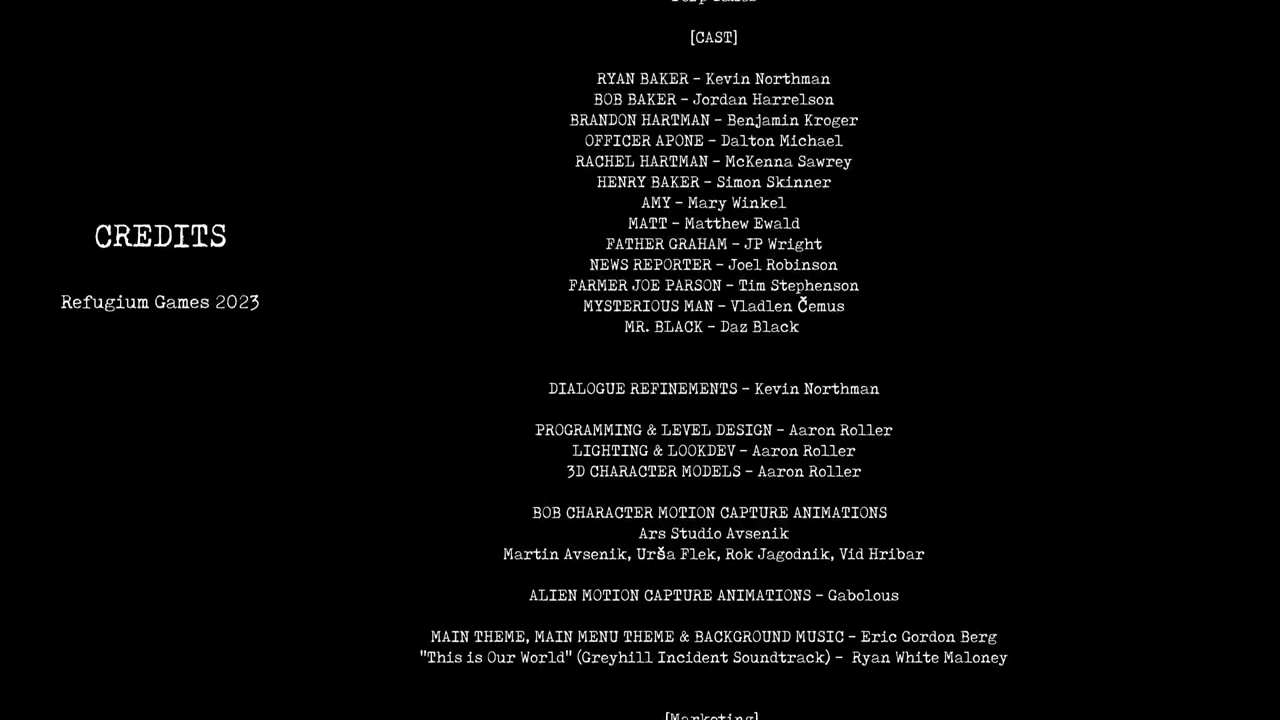 CREDITS
Refugium Games 2023
[CAST]
RYAN BAKER - Kevin Northman
BOB BAKER - Jordan Harrelson
BRANDON HARTMAN - Benjamin Kroger
OFFICER APONE - Dalton Michael
RACHEL HARTMAN - McKenna Sawrey
HENRY BAKER - Simon Skinner
AMY - Mary Winkel
MATT - Matthew Ewald
FATHER GRAHAM - JP Wright
NEWS REPORTER - Joel Robinson
FARMER JOE PARSON - Tim Stephenson
MYSTERIOUS MAN - Vladlen Čemus
MR. BLACK - Daz Black
DIALOGUE REFINEMENTS - Kevin Northman
PROGRAMMING & LEVEL DESIGN - Aaron Roller
LIGHTING & LOOKDEV - Aaron Roller
3D CHARACTER MODELS - Aaron Roller
BOB CHARACTER MOTION CAPTURE ANIMATIONS
Ars Studio Avsenik
Martin Avsenik, Urša Flek, Rok Jagodnik, Vid Hribar
ALIEN MOTION CAPTURE ANIMATIONS - Gabolous
MAIN THEME, MAIN MENU THEME & BACKGROUND MUSIC - Eric Gordon Berg
"This is Our World" (Greyhill Incident Soundtrack) - Ryan White Maloney
[Marketing]